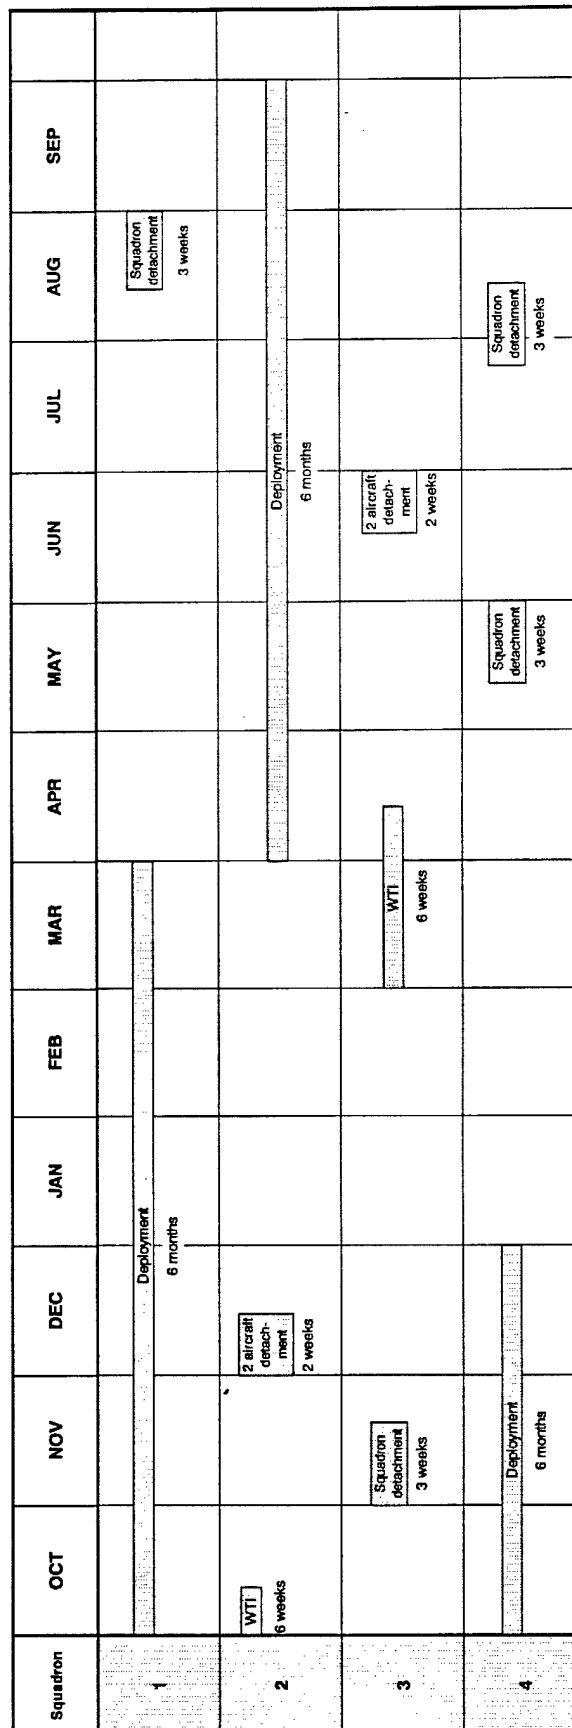 Squadron OCT NOV DEC JAN FEB MAR APR MAY JUN JUL AUG SEP
1
Deployment
6 months
Squadron
detachment
3 weeks
2
WTI
6 weeks
2 aircraft
detach-
ment
2 weeks
Deployment
6 months
3
Squadron
detachment
3 weeks
WTI
6 weeks
2 aircraft
detach-
ment
2 weeks
4
Deployment
6 months
Squadron
detachment
3 weeks
Squadron
detachment
3 weeks